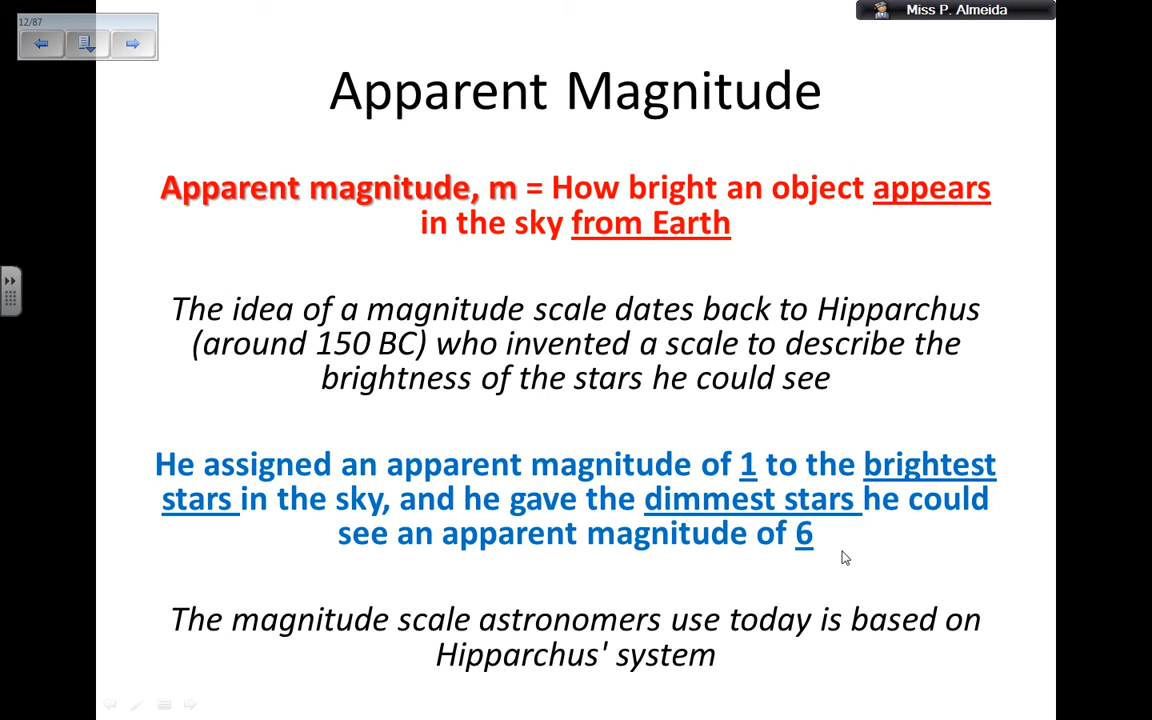 12/87
Miss P. Almeida
Apparent Magnitude
Apparent magnitude, m = How bright an object appears
in the sky from Earth
The idea of a magnitude scale dates back to Hipparchus
(around 150 BC) who invented a scale to describe the
brightness of the stars he could see
He assigned an apparent magnitude of 1 to the brightest
stars in the sky, and he gave the dimmest stars he could
see an apparent magnitude of 6
The magnitude scale astronomers use today is based on
Hipparchus' system